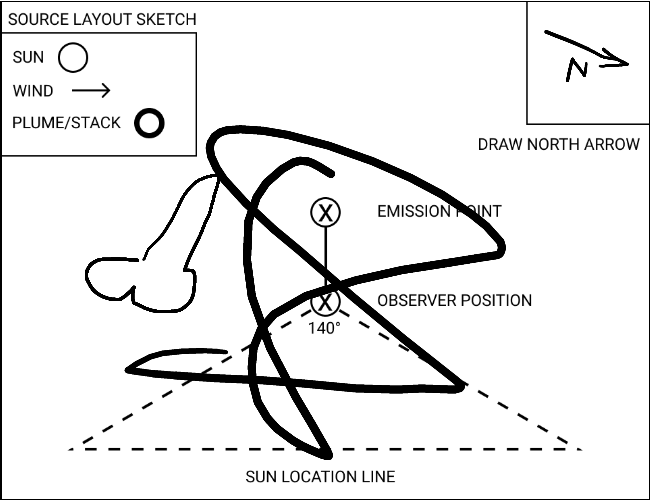 SOURCE LAYOUT SKETCH
SUN
WIND
PLUME/STACK
N
DRAW NORTH ARROW
X
EMISSION POINT
X
OBSERVER POSITION
140°
SUN LOCATION LINE